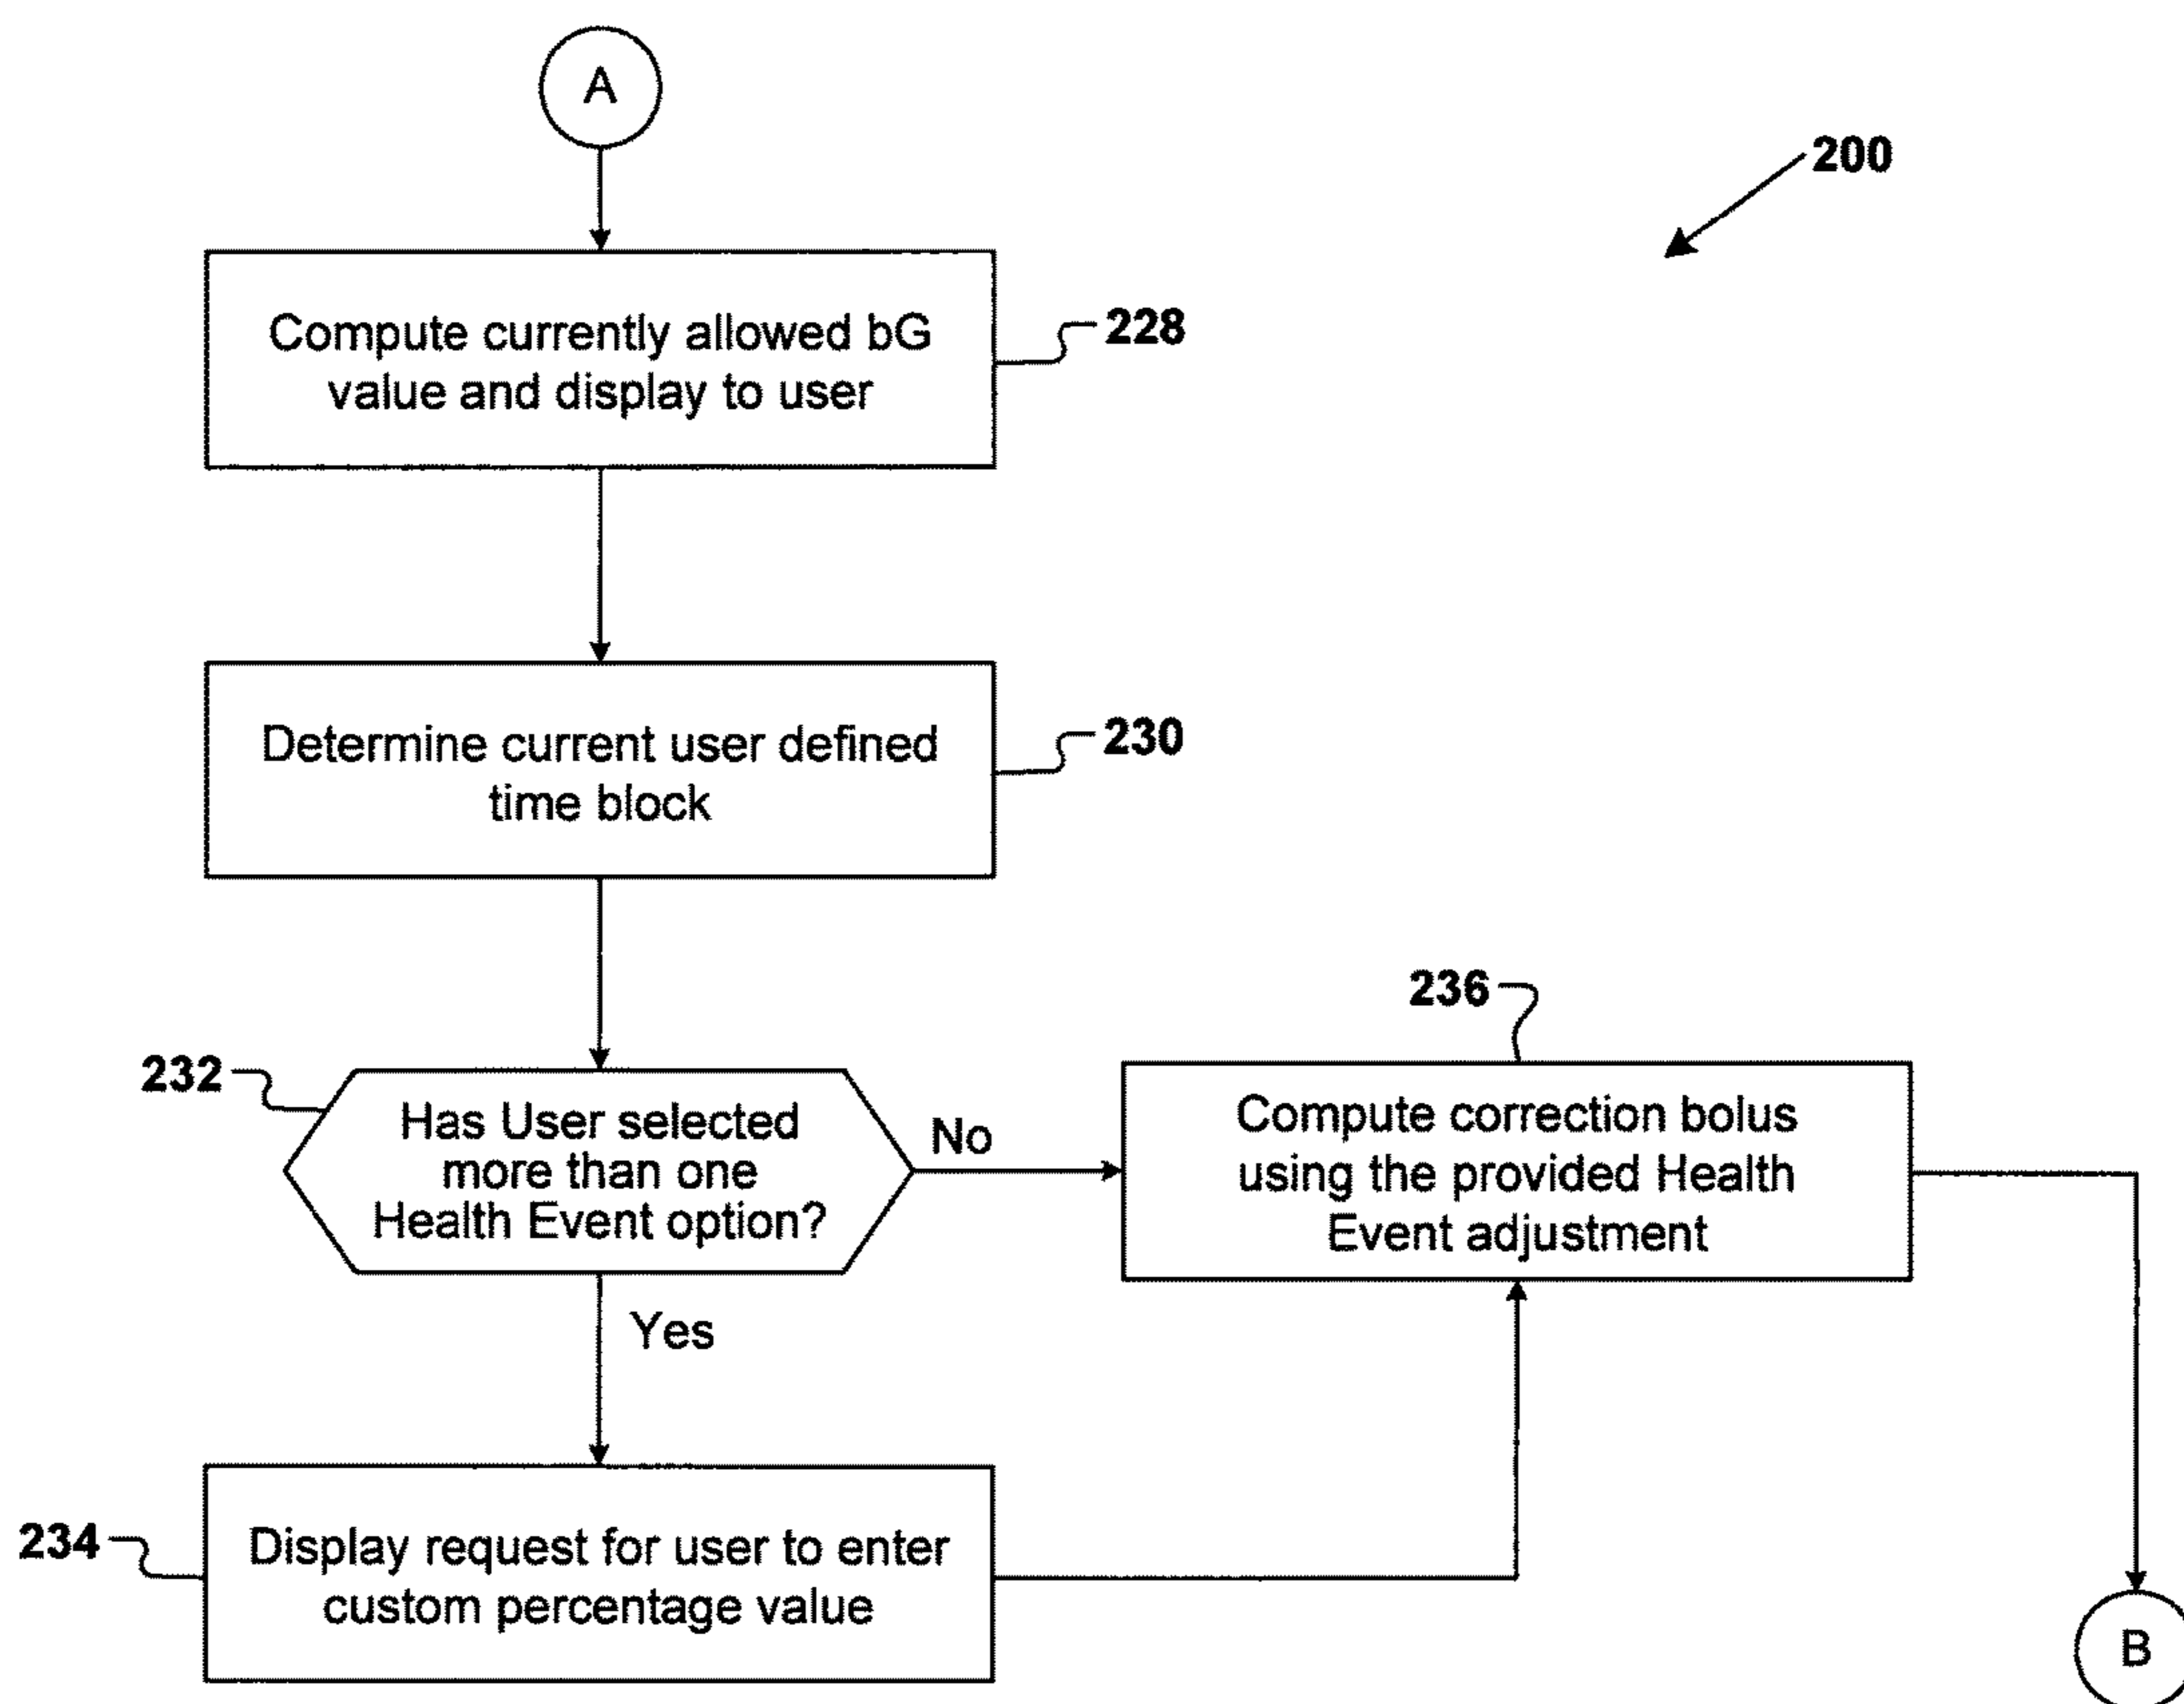 A
200
Compute currently allowed bG
value and display to user
228
Determine current user defined
time block
230
232
Has User selected
more than one
Health Event option?
No
236
Compute correction bolus
using the provided Health
Event adjustment
Yes
234
Display request for user to enter
custom percentage value
B